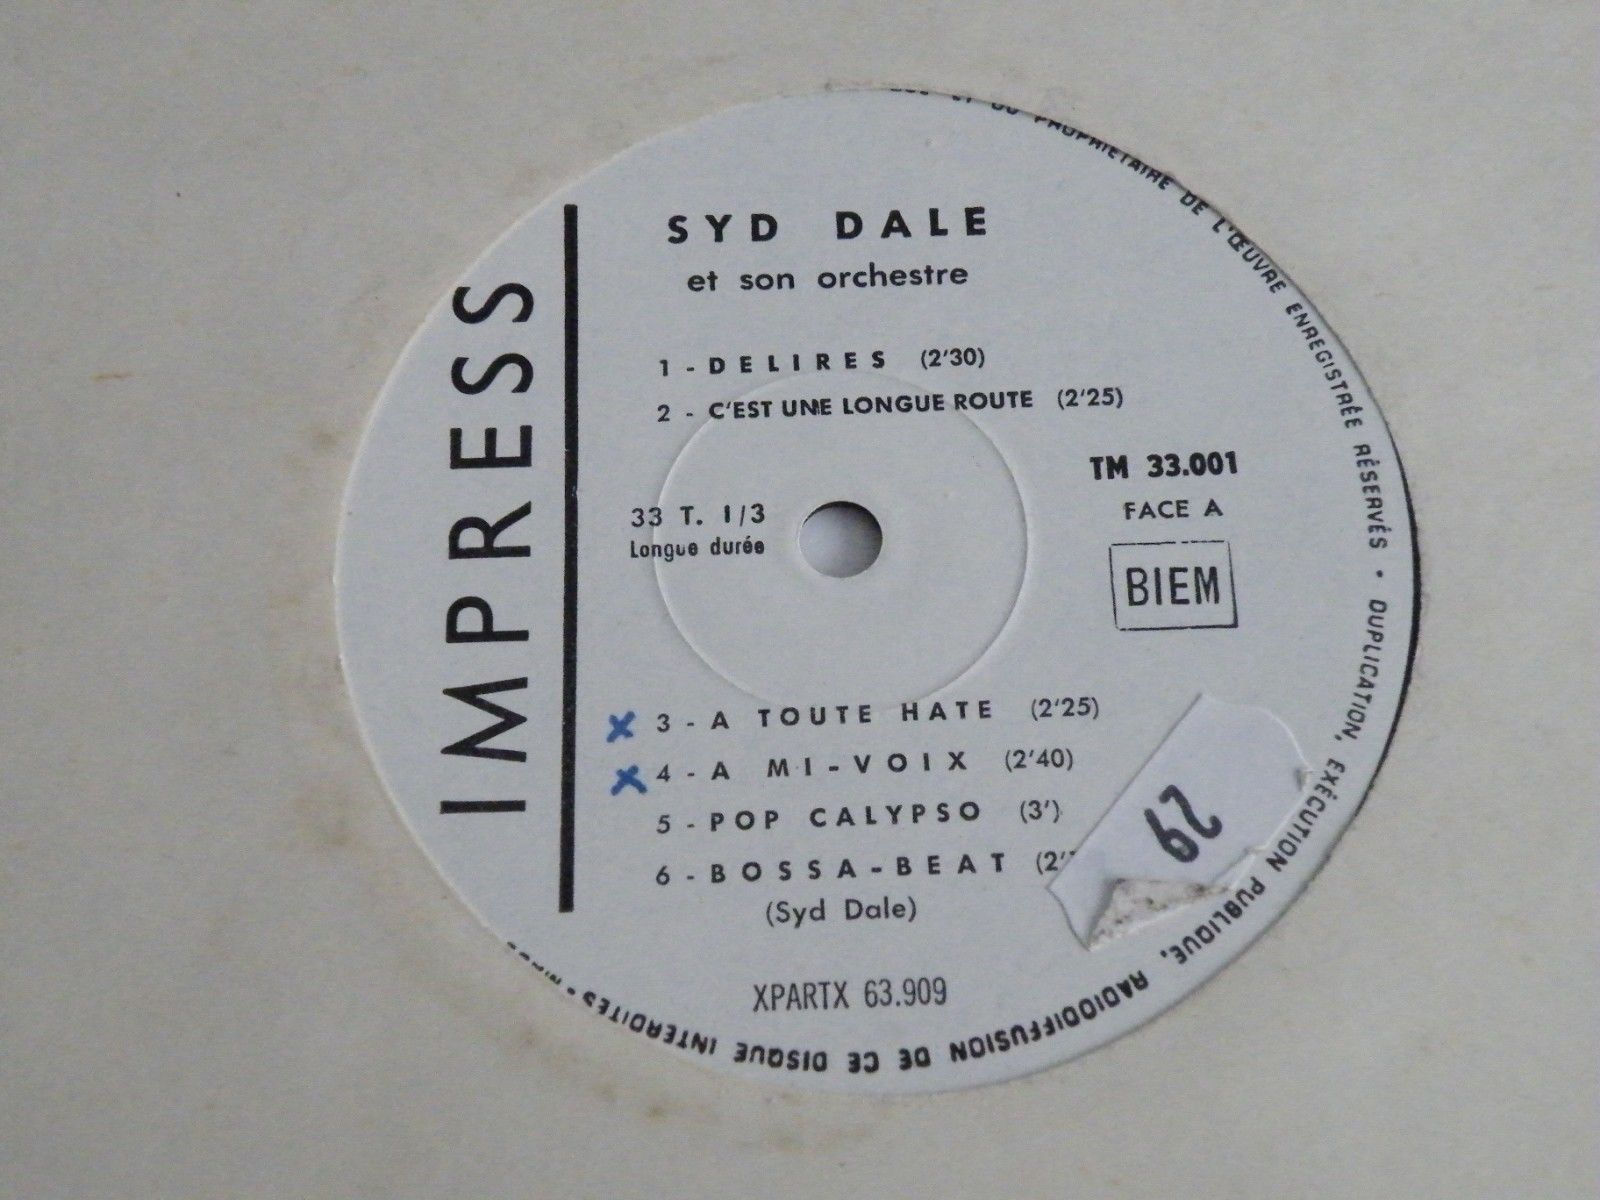 IMPRESS
SYD DALE
et son orchestre
1 - DELIRES (2'30)
2 - C'EST UNE LONGUE ROUTE (2'25)
TM 33.001
FACE A
BIEM
33 T. 1/3
Longue durée
3 - A TOUTE HATE (2'25)
4 - A MI-VOIX (2'40)
5 - POP CALYPSO (3')
6 - BOSSA-BEAT
(Syd Dale)
29
XPARTX 63.909
PROPRIÉTAIRE DE L'ŒUVRE ENREGISTRÉE RÉSERVÉS • DUPLICATION, EXÉCUTION PUBLIQUE, RADIODIFFUSION DE CE DISQUE INTERDITES